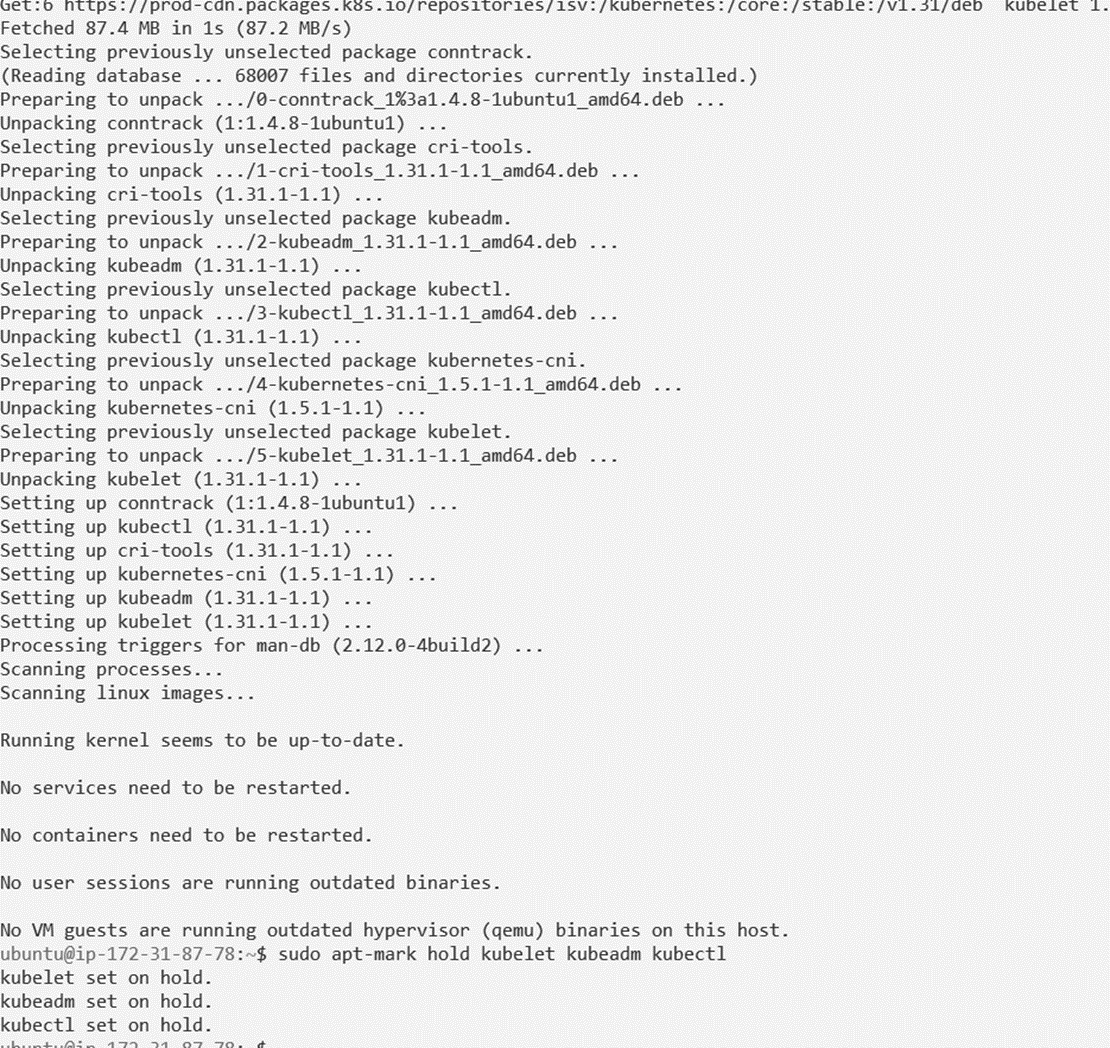 Get:6 https://prod-cdn.packages.k8s.io/repositories/isv:/kubernetes:/core:/stable:/v1.31/deb  kubelet 1.
Fetched 87.4 MB in 1s (87.2 MB/s)
Selecting previously unselected package conntrack.
(Reading database ... 68007 files and directories currently installed.)
Preparing to unpack .../0-conntrack_1%3a1.4.8-1ubuntu1_amd64.deb ...
Unpacking conntrack (1:1.4.8-1ubuntu1) ...
Selecting previously unselected package cri-tools.
Preparing to unpack .../1-cri-tools_1.31.1-1.1_amd64.deb ...
Unpacking cri-tools (1.31.1-1.1) ...
Selecting previously unselected package kubeadm.
Preparing to unpack .../2-kubeadm_1.31.1-1.1_amd64.deb ...
Unpacking kubeadm (1.31.1-1.1) ...
Selecting previously unselected package kubectl.
Preparing to unpack .../3-kubectl_1.31.1-1.1_amd64.deb ...
Unpacking kubectl (1.31.1-1.1) ...
Selecting previously unselected package kubernetes-cni.
Preparing to unpack .../4-kubernetes-cni_1.5.1-1.1_amd64.deb ...
Unpacking kubernetes-cni (1.5.1-1.1) ...
Selecting previously unselected package kubelet.
Preparing to unpack .../5-kubelet_1.31.1-1.1_amd64.deb ...
Unpacking kubelet (1.31.1-1.1) ...
Setting up conntrack (1:1.4.8-1ubuntu1) ...
Setting up kubectl (1.31.1-1.1) ...
Setting up cri-tools (1.31.1-1.1) ...
Setting up kubernetes-cni (1.5.1-1.1) ...
Setting up kubeadm (1.31.1-1.1) ...
Setting up kubelet (1.31.1-1.1) ...
Processing triggers for man-db (2.12.0-4build2) ...
Scanning processes...
Scanning linux images...
Running kernel seems to be up-to-date.
No services need to be restarted.
No containers need to be restarted.
No user sessions are running outdated binaries.
No VM guests are running outdated hypervisor (qemu) binaries on this host.
ubuntu@ip-172-31-87-78:~$ sudo apt-mark hold kubelet kubeadm kubectl
kubelet set on hold.
kubeadm set on hold.
kubectl set on hold.
ubuntu@ip-172-31-87-78:~$